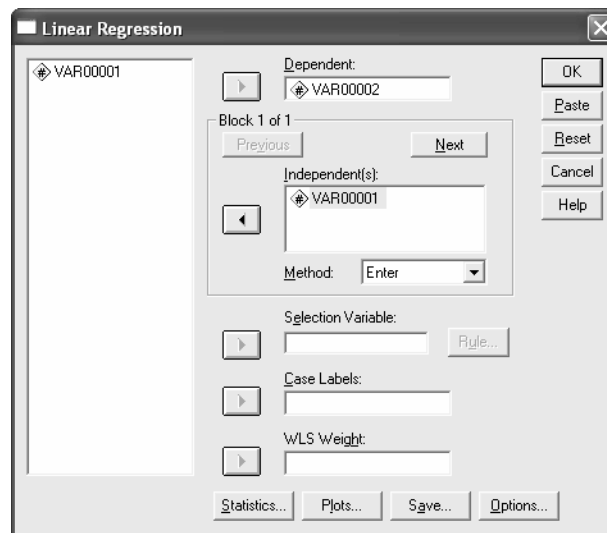 Linear Regression
VAR00001
Dependent:
VAR00002
Block 1 of 1
Previous
Next
Independent(s):
VAR00001
Method:
Enter
Selection Variable:
Rule...
Case Labels:
WLS Weight:
Statistics...
Plots...
Save...
Options...
OK
Paste
Reset
Cancel
Help